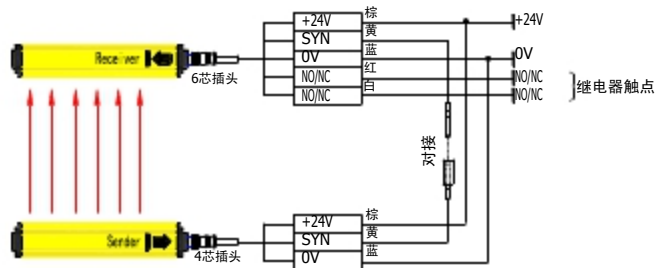 +24V 棕 +24V
SYN 黄
Receiver 0V 蓝 0V
6芯插头 NO/NC 红 NO/NC
NO/NC 白 NO/NC 继电器触点
对接
+24V 棕
Sender SYN 黄
4芯插头 0V 蓝